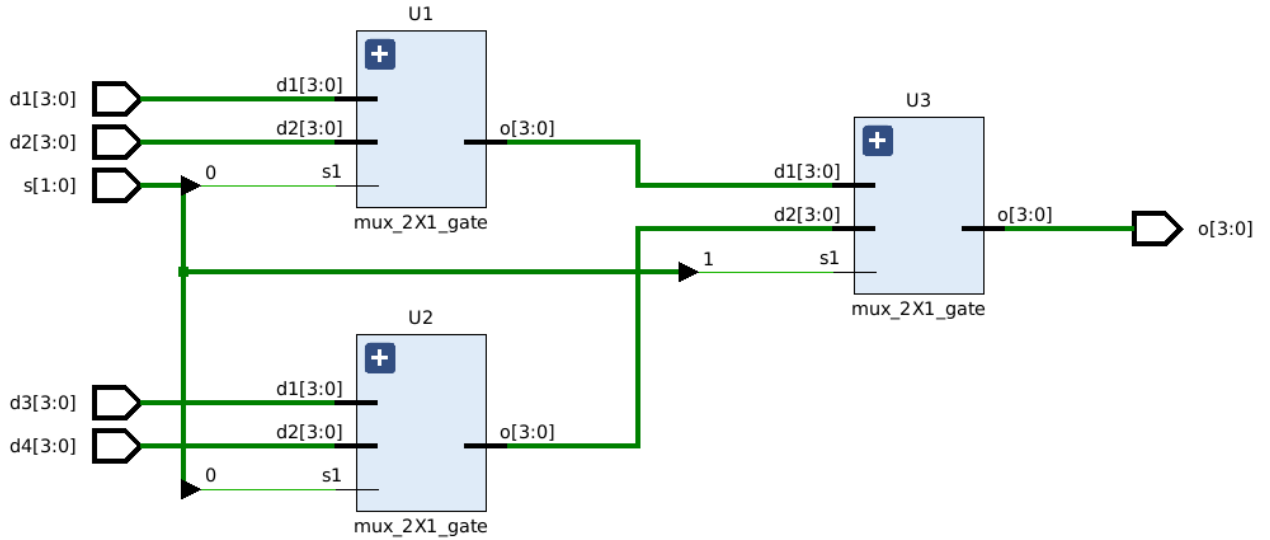 U1
d1[3:0]
d1[3:0]
d2[3:0]
d2[3:0]
o[3:0]
s[1:0]
0
s1
mux_2X1_gate
U3
d1[3:0]
d2[3:0]
o[3:0]
o[3:0]
1
s1
mux_2X1_gate
U2
d3[3:0]
d1[3:0]
d4[3:0]
d2[3:0]
o[3:0]
0
s1
mux_2X1_gate